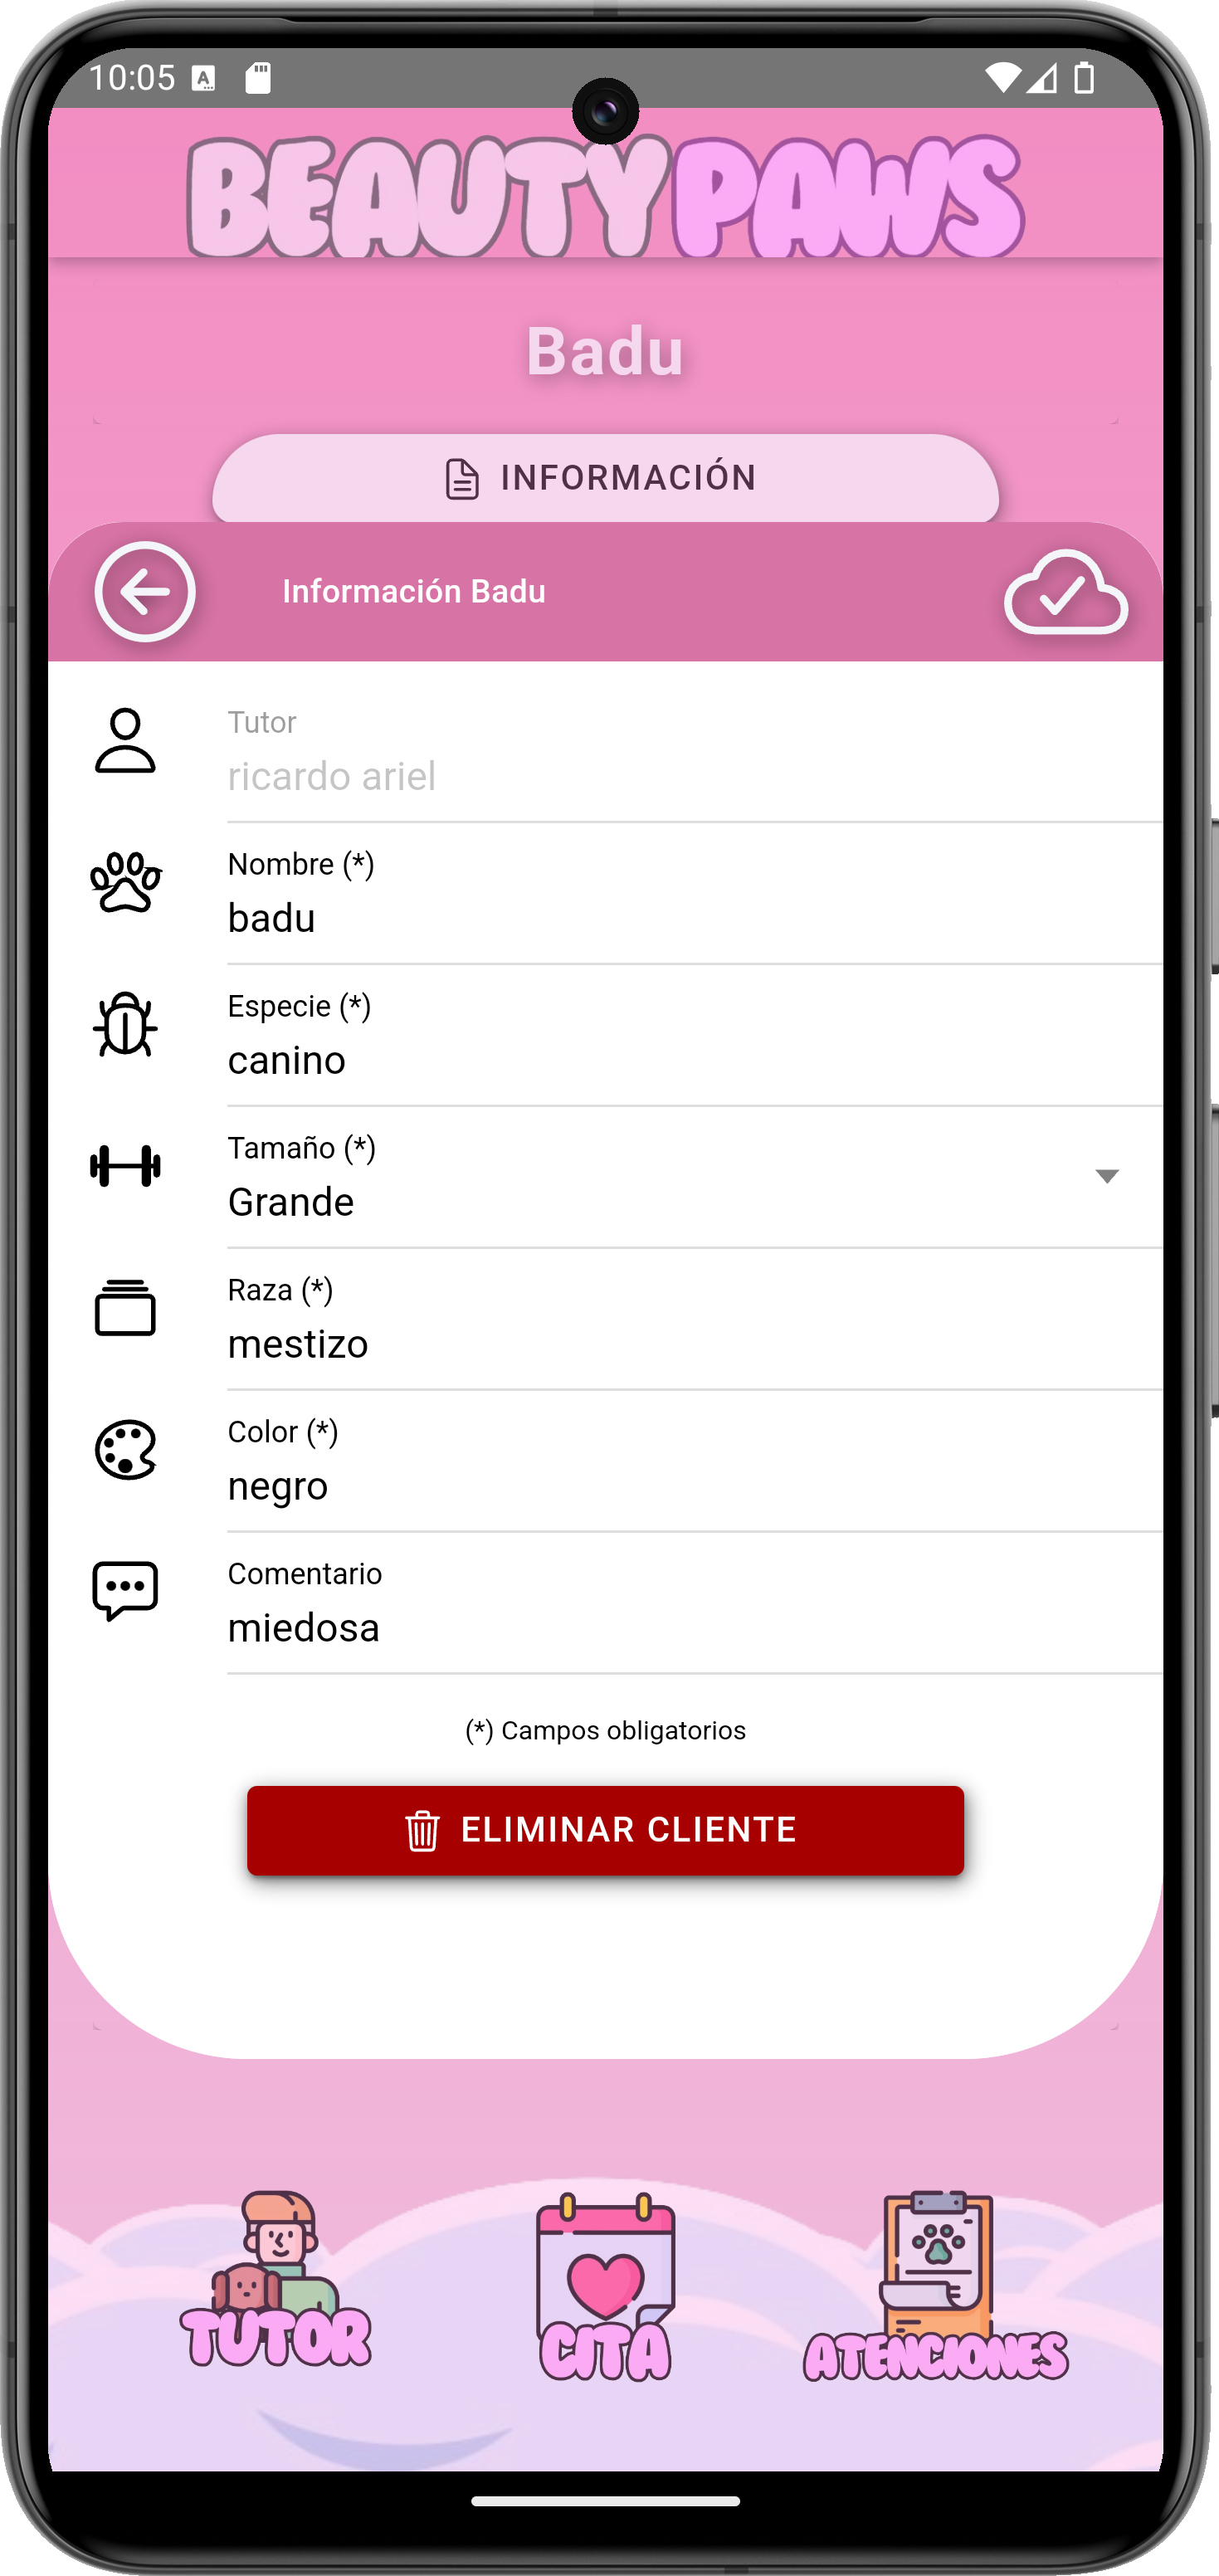 10:05
BEAUTYPAWS
Badu
INFORMACIÓN
Información Badu
Tutor
ricardo ariel
Nombre (*)
badu
Especie (*)
canino
Tamaño (*)
Grande
Raza (*)
mestizo
Color (*)
negro
Comentario
miedosa
(*) Campos obligatorios
ELIMINAR CLIENTE
TUTOR
CITA
ATENCIONES